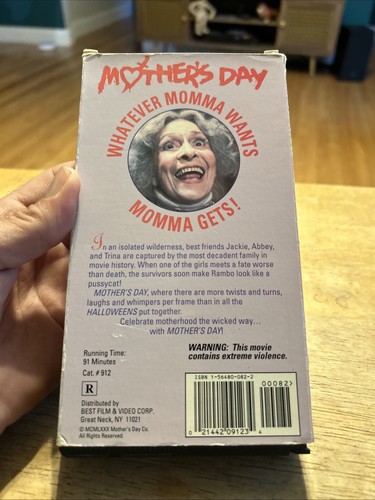 MOTHER'S DAY
WHATEVER MOMMA WANTS
MOMMA GETS!
In an isolated wilderness, best friends Jackie, Abbey,
and Trina are captured by the most decadent family in
movie history. When one of the girls meets a fate worse
than death, the survivors soon make Rambo look like a
pussycat!
MOTHER'S DAY, where there are more twists and turns,
laughs and whimpers per frame than in all the
HALLOWEENS put together.
Celebrate motherhood the wicked way...
with MOTHER'S DAY!
Running Time:
91 Minutes
Cat. # 912
WARNING: This movie
contains extreme violence.
R
Distributed by
BEST FILM & VIDEO CORP.
Great Neck, NY 11021
© MCMLXXX Mother's Day Co.
All Rights Reserved.
ISBN 1-56480-082-2
00082>
0 21442 09123 4